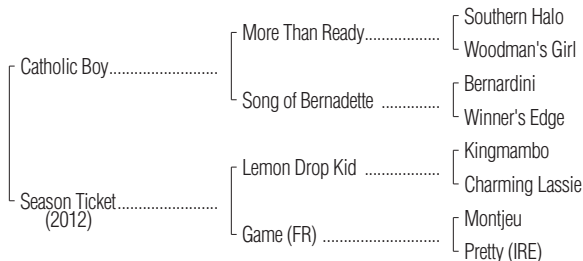 Southern Halo
More Than Ready
Woodman's Girl
Catholic Boy
Bernardini
Song of Bernadette
Winner's Edge
Kingmambo
Lemon Drop Kid
Charming Lassie
Season Ticket
(2012)
Montjeu
Game (FR)
Pretty (IRE)